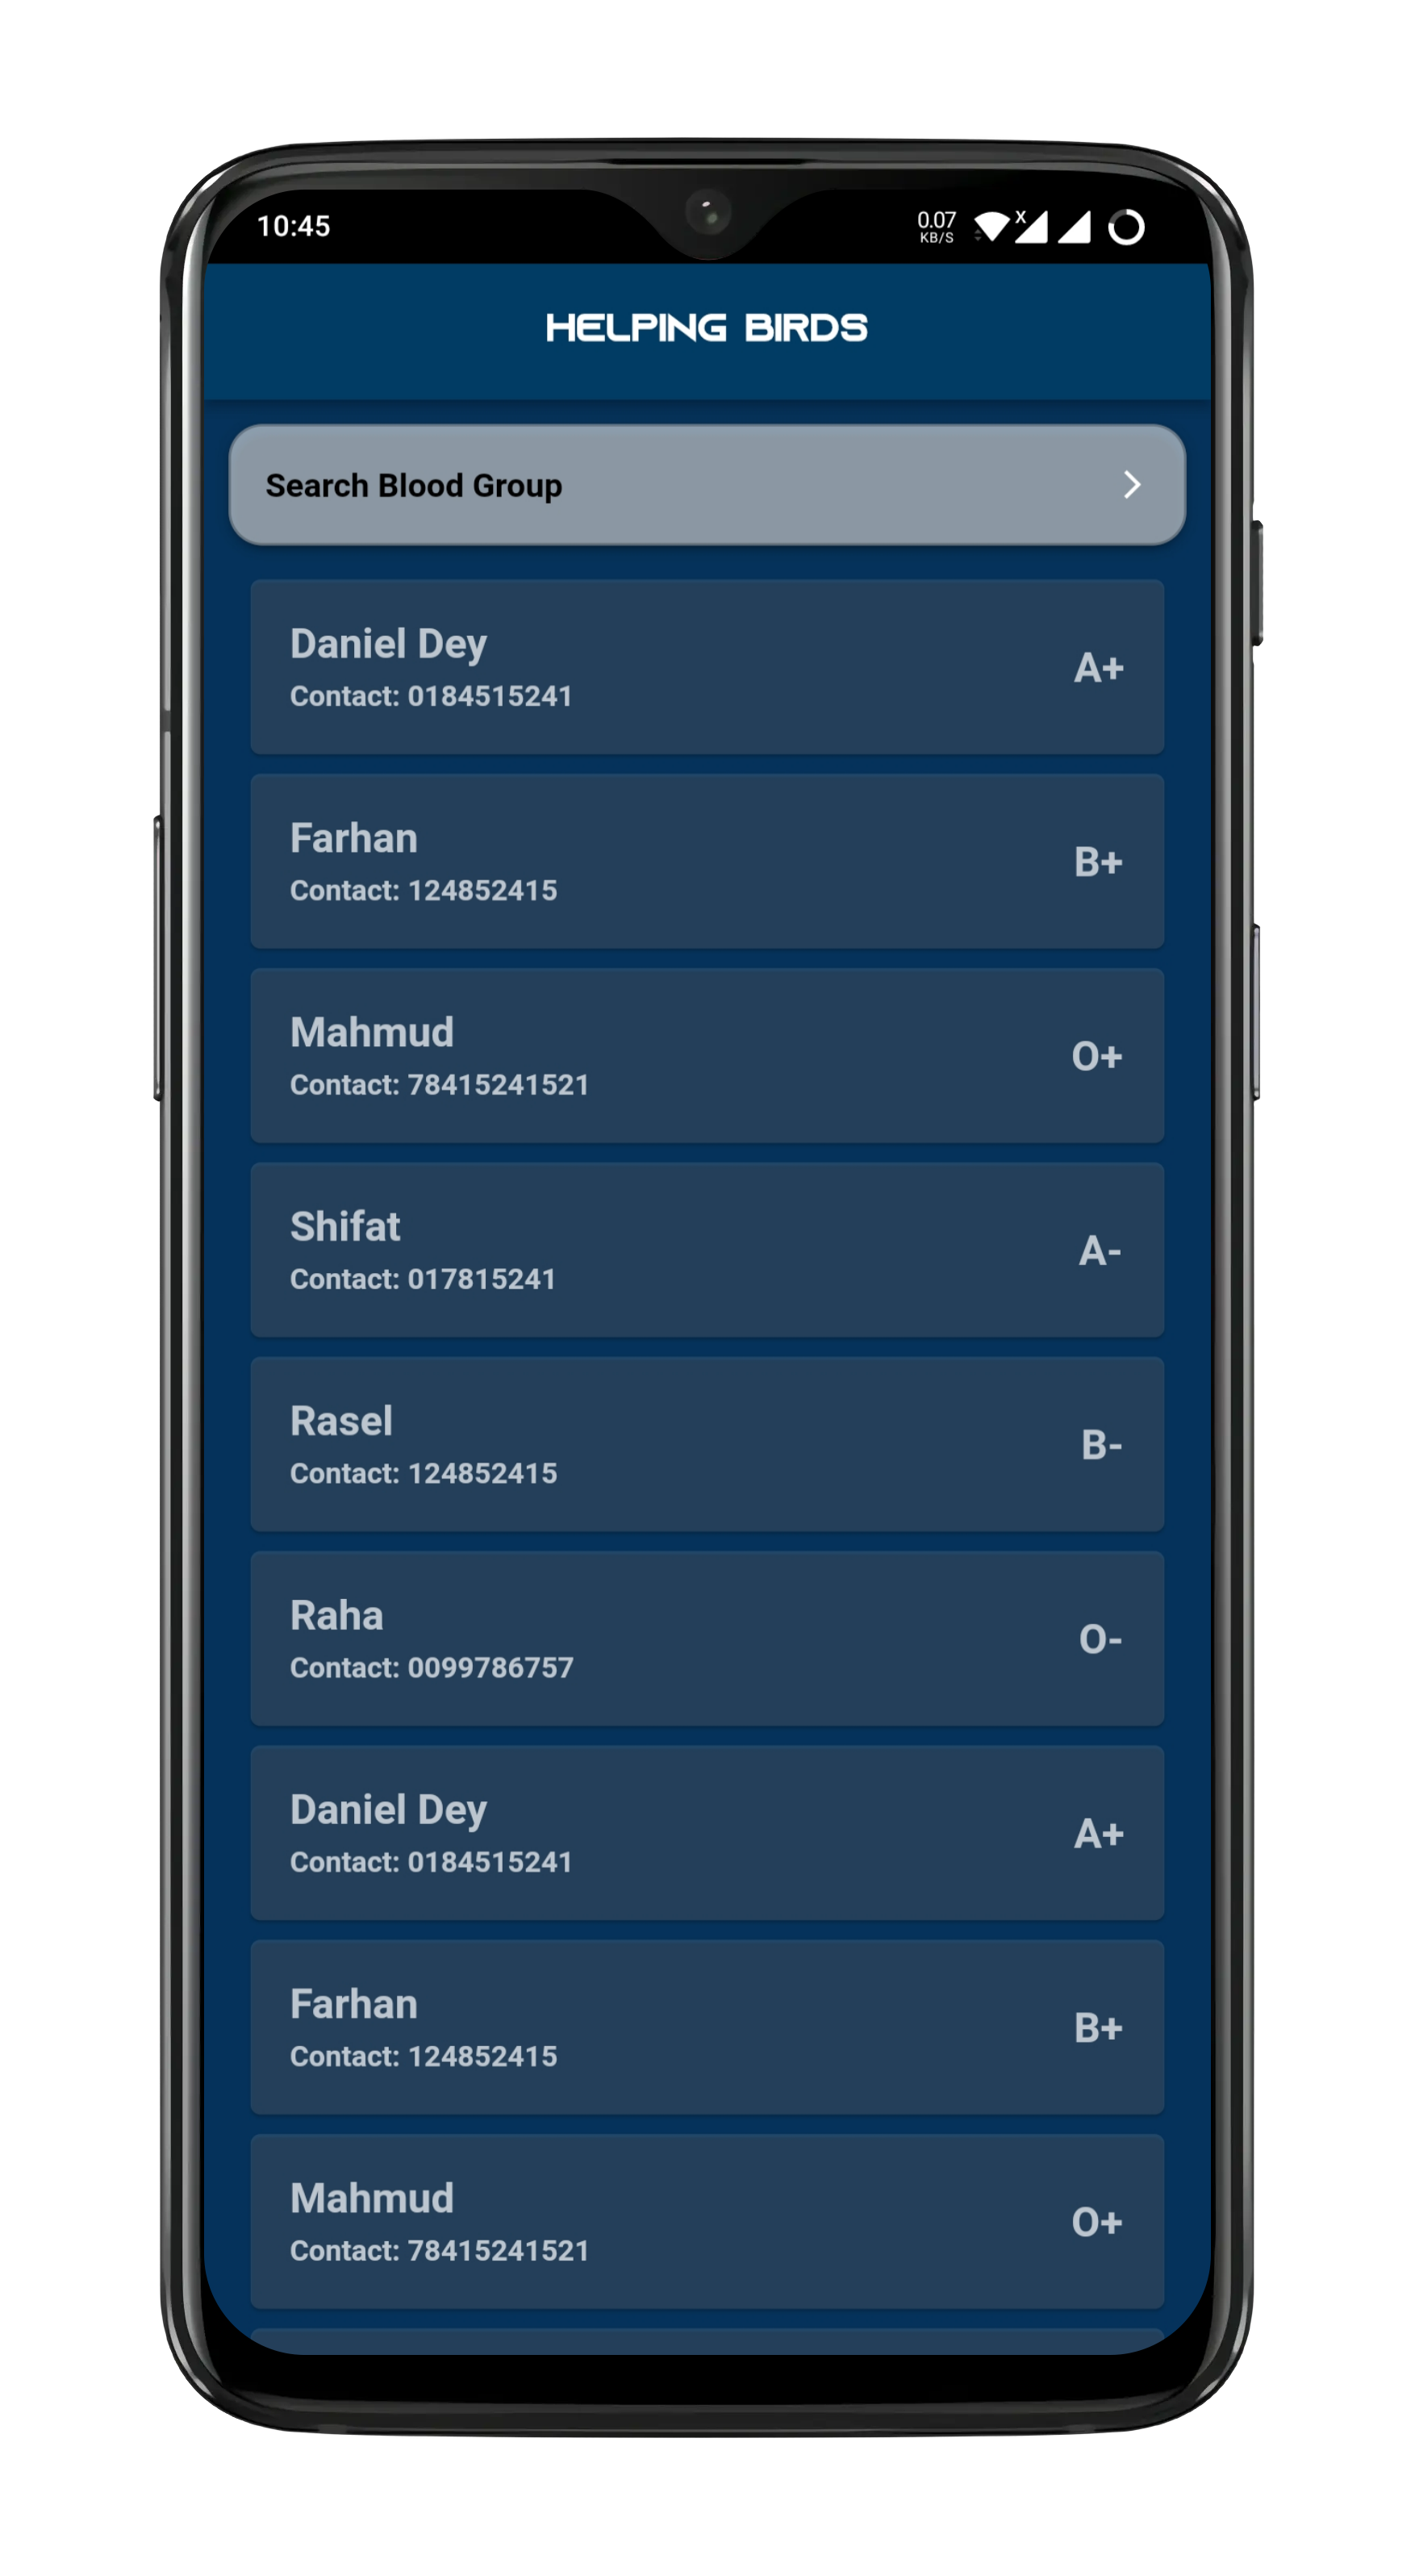 10:45
0.07
KB/S
X
HELPING BIRDS
Search Blood Group
Daniel Dey
Contact: 0184515241
A+
Farhan
Contact: 124852415
B+
Mahmud
Contact: 78415241521
O+
Shifat
Contact: 017815241
A-
Rasel
Contact: 124852415
B-
Raha
Contact: 0099786757
O-
Daniel Dey
Contact: 0184515241
A+
Farhan
Contact: 124852415
B+
Mahmud
Contact: 78415241521
O+